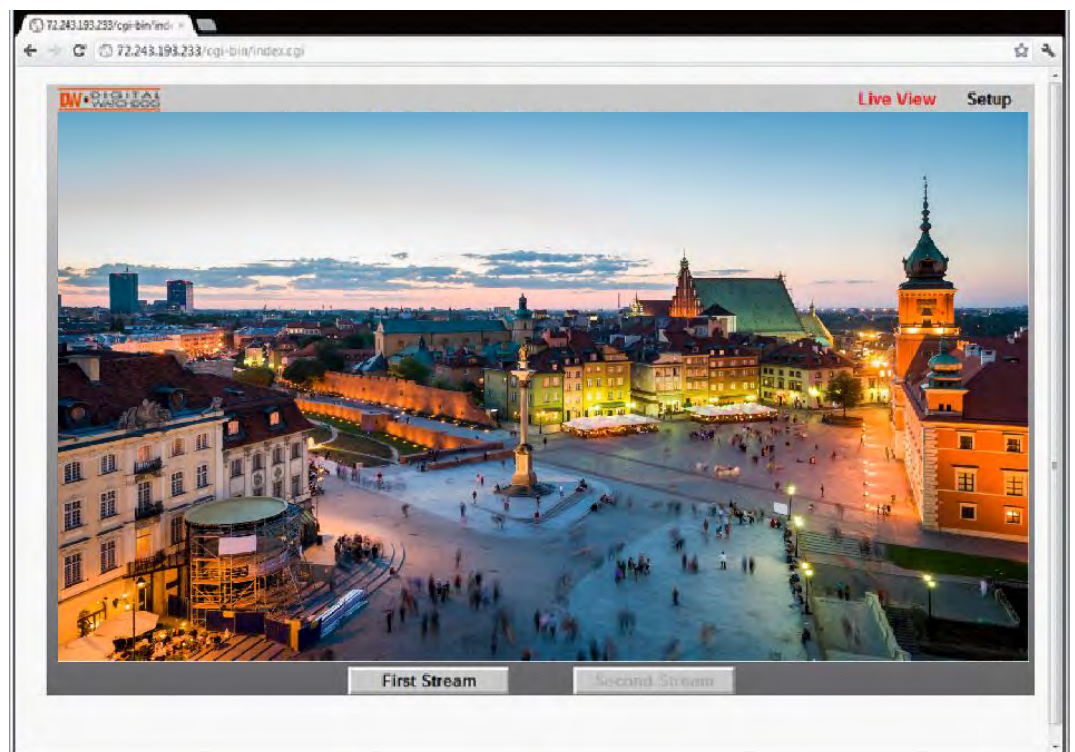 72.243.193.233/cgi-bin/ind
72.243.193.233/cgi-bin/index.cgi
DW DIGITAL
WATCHDOG
Live View Setup
First Stream Second Stream